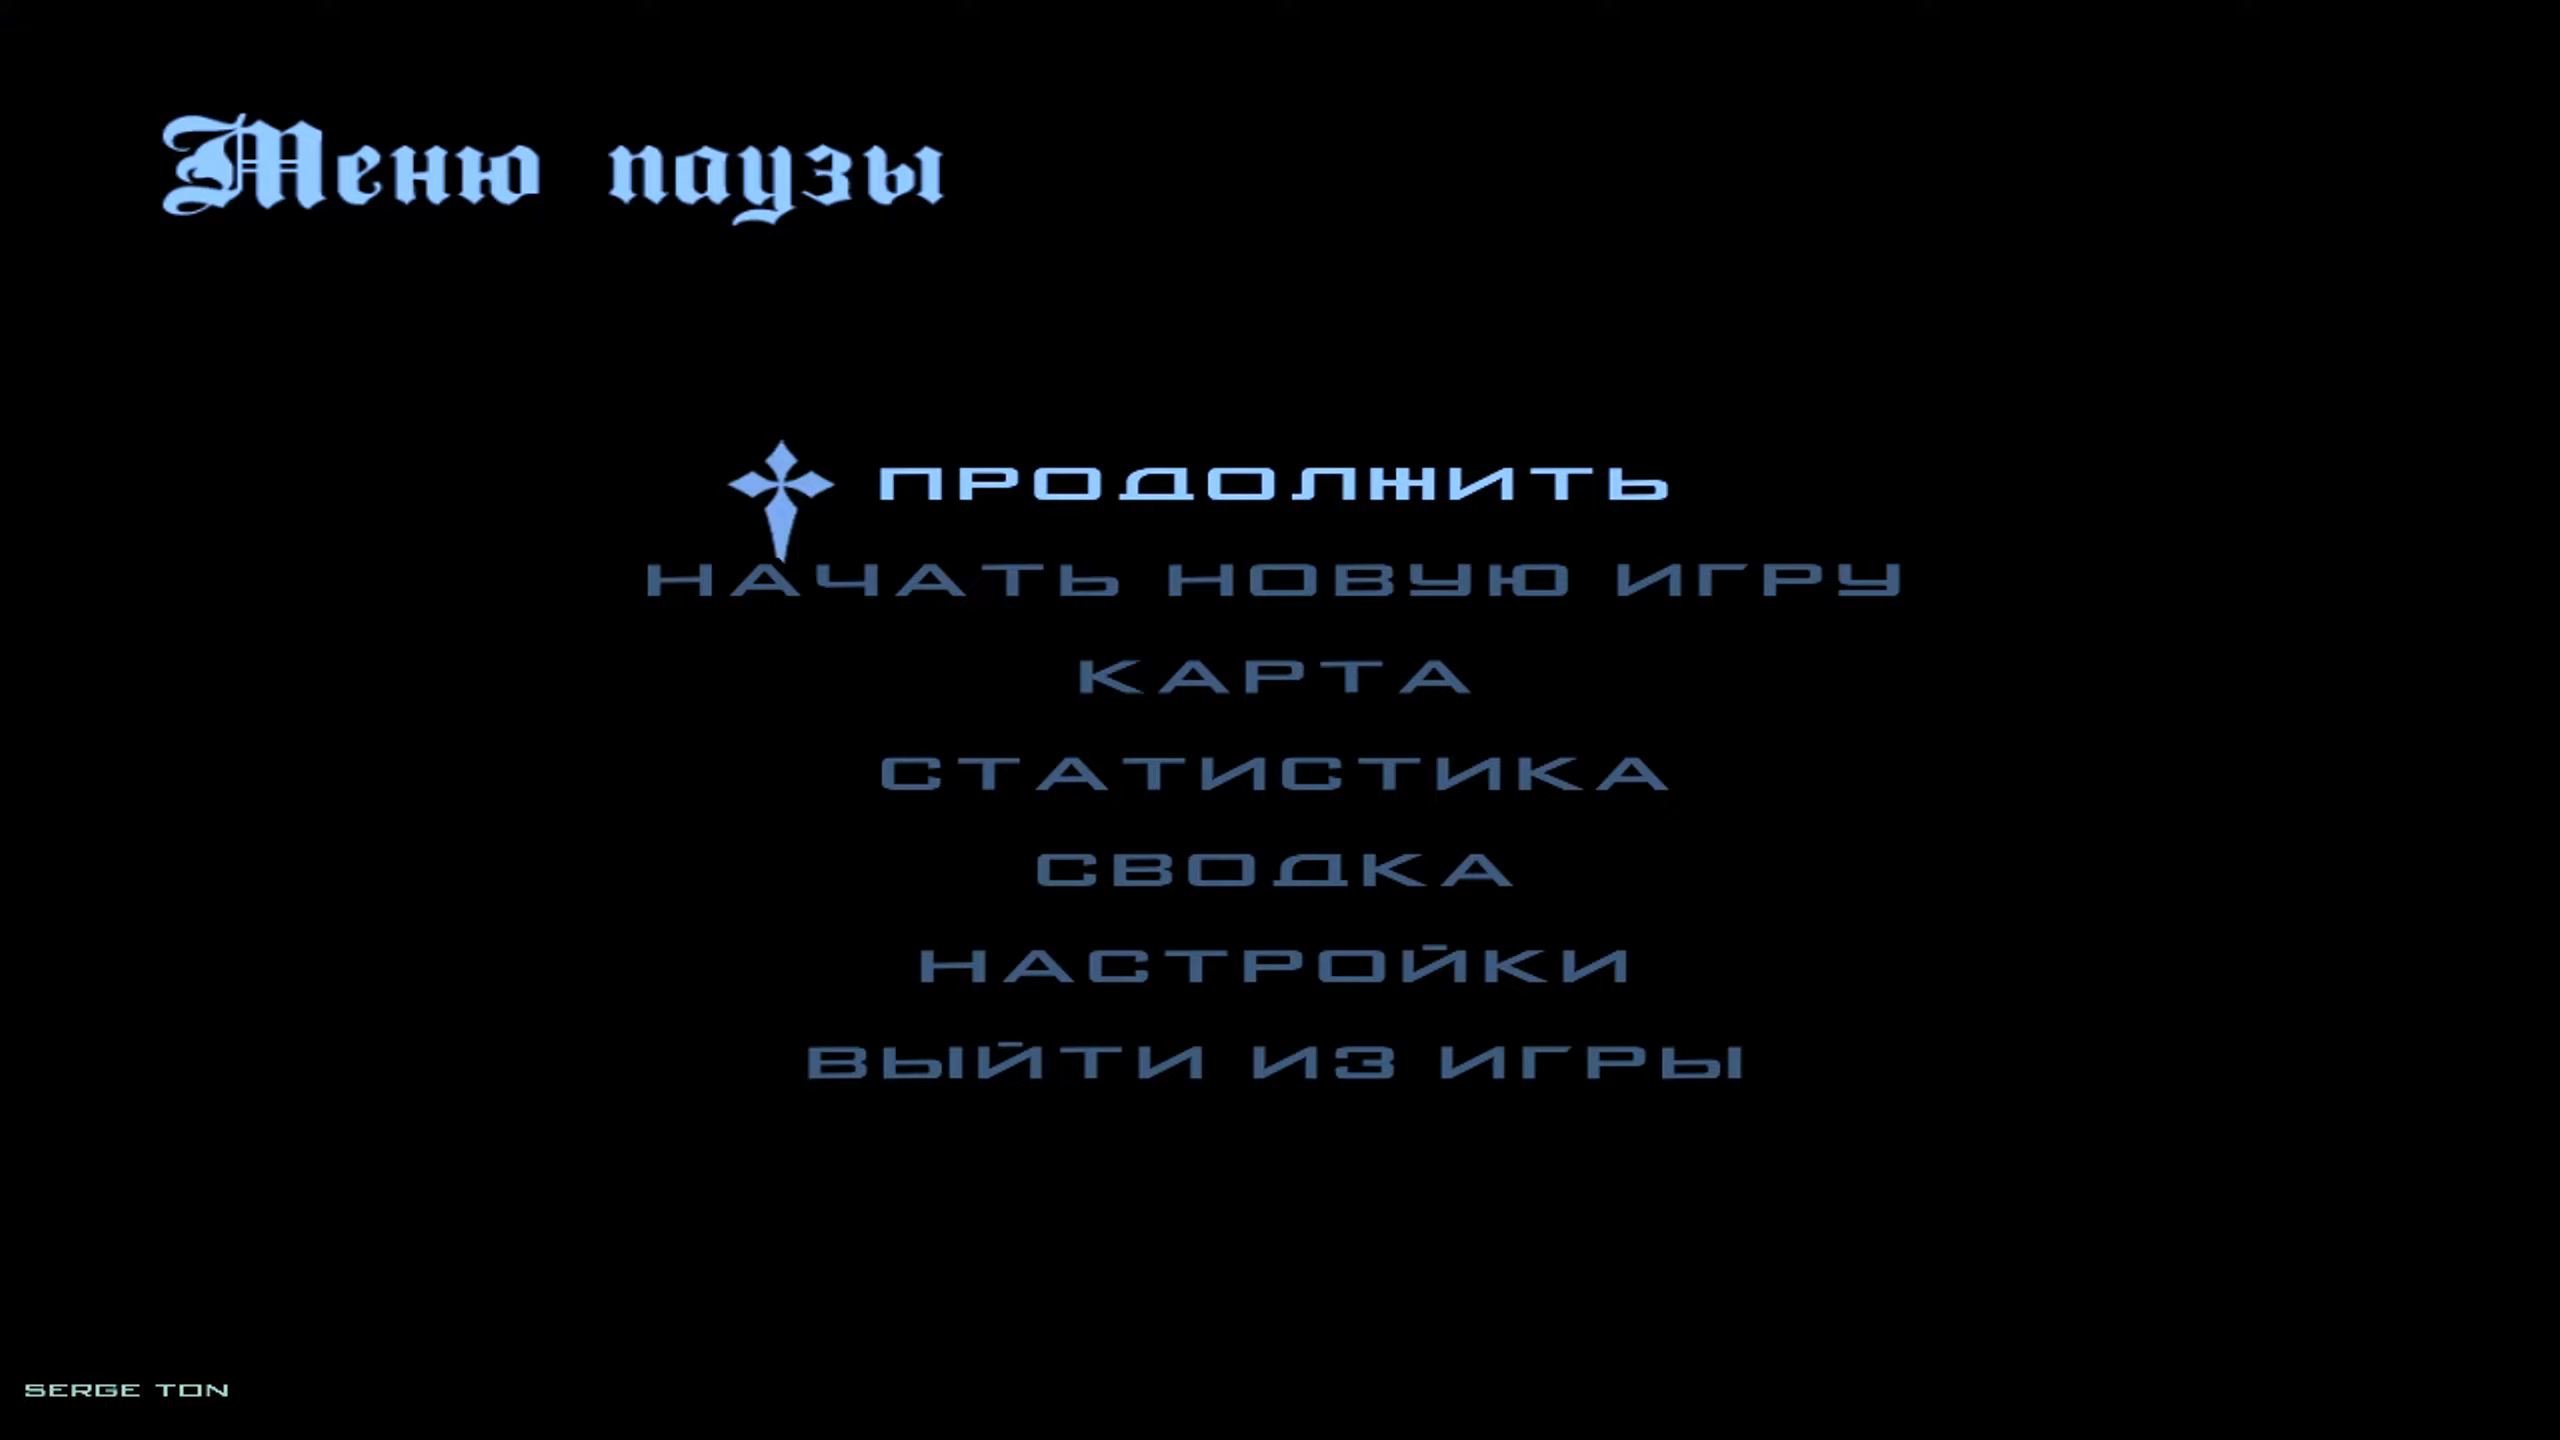 Меню паузы
ПРОДОЛЖИТЬ
НАЧАТЬ НОВУЮ ИГРУ
КАРТА
СТАТИСТИКА
СВОДКА
НАСТРОЙКИ
ВЫЙТИ ИЗ ИГРЫ
SERGE TON